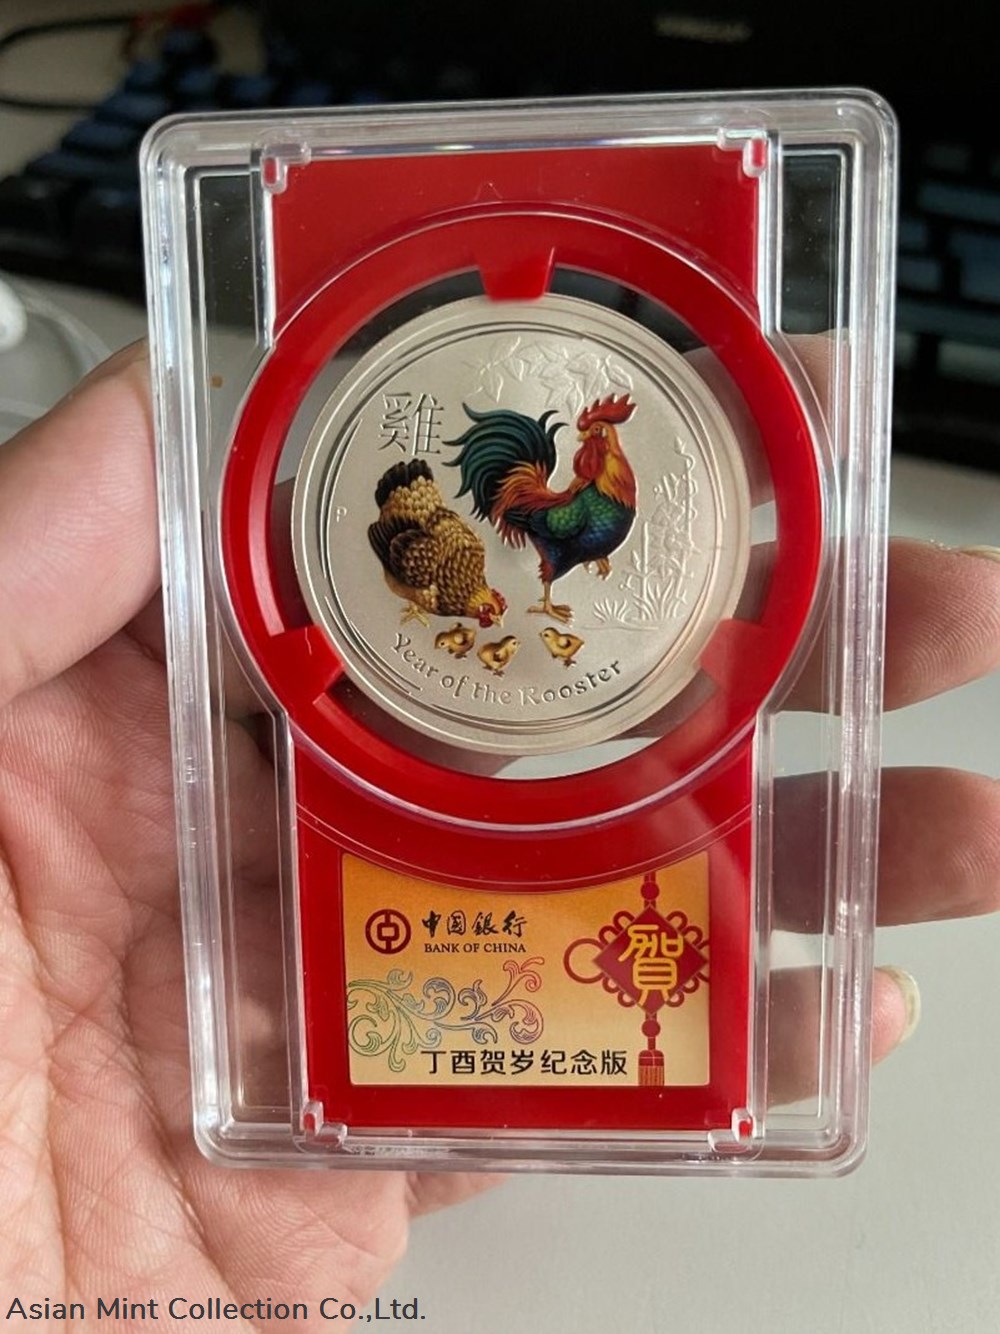 雞
P
Year of the Rooster
中国銀行
BANK OF CHINA
賀
丁酉贺岁纪念版
Asian Mint Collection Co.,Ltd.